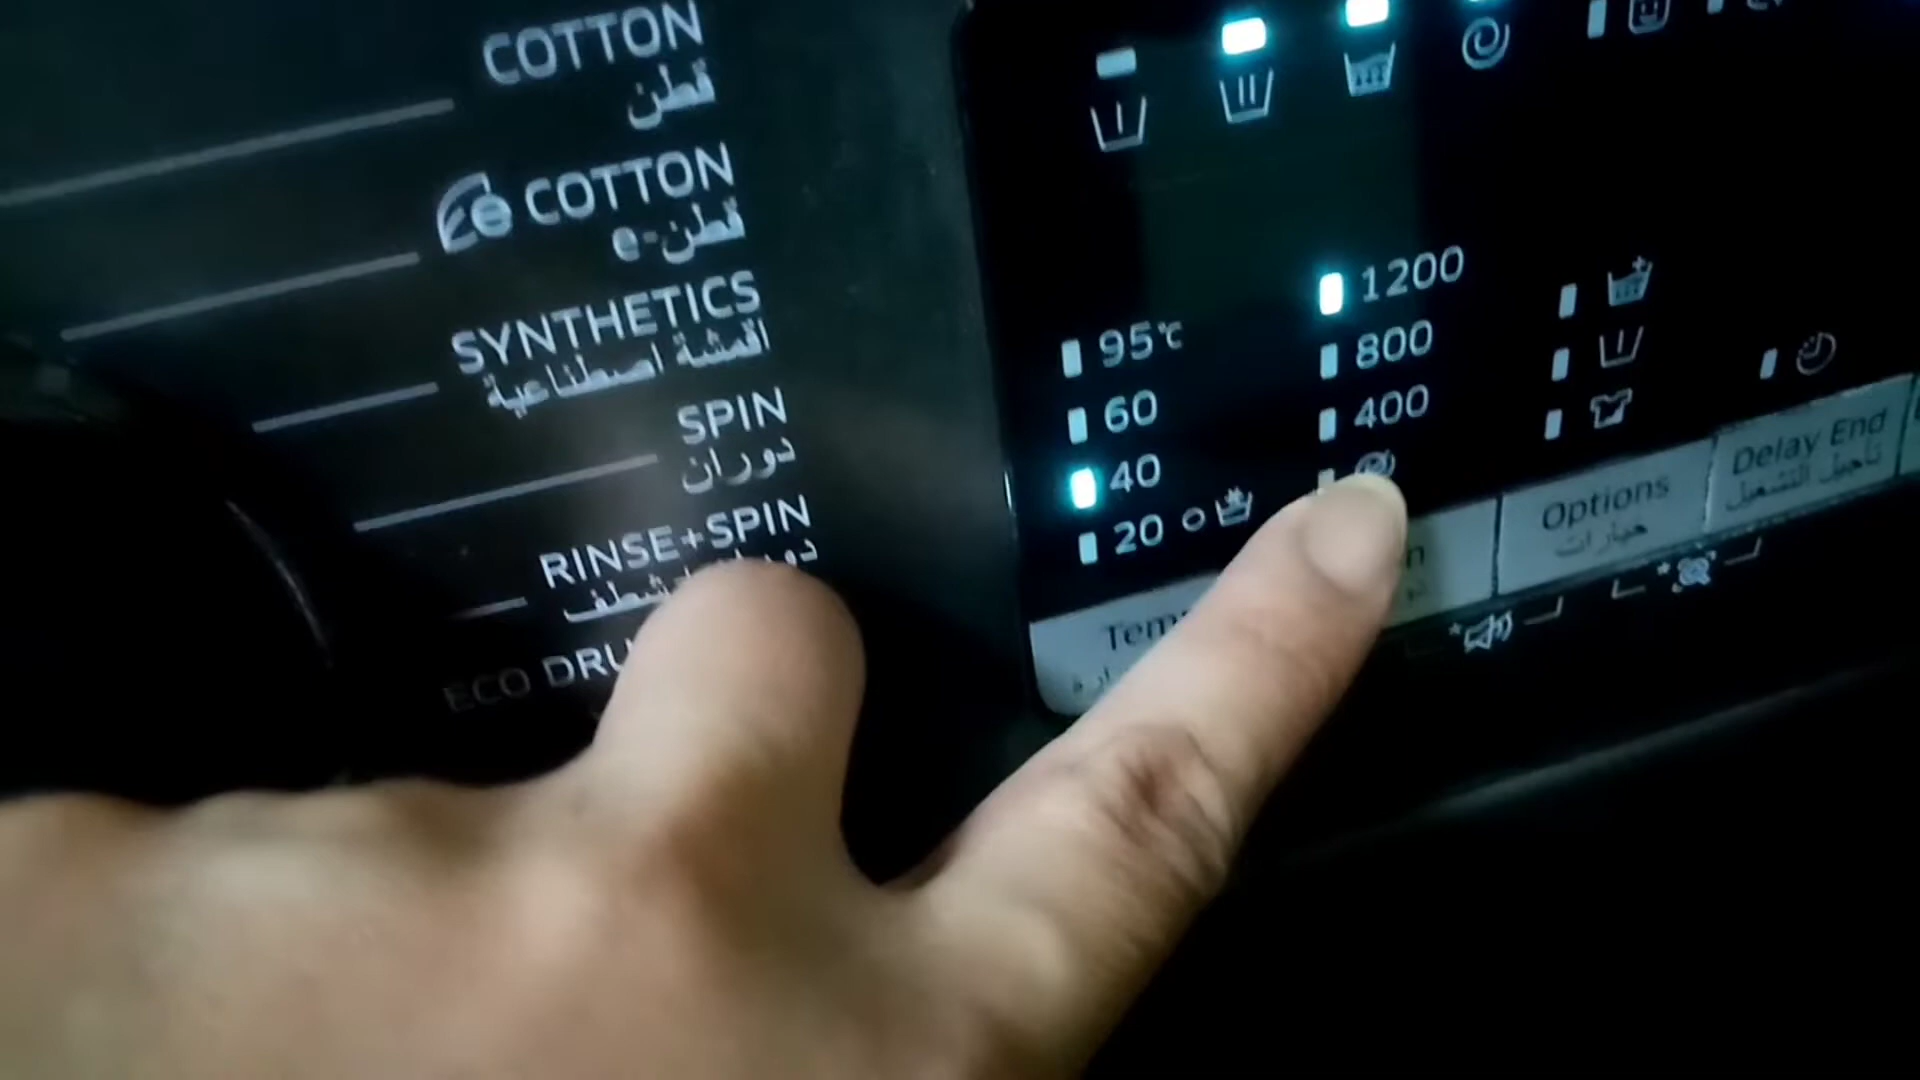 COTTON
قطن
COTTON
قطن-e
SYNTHETICS
اقمشة اصطناعية
SPIN
دوران
RINSE+SPIN
ECO
1200
800
400
95℃
60
40
20
Options
خيارات
Delay End
تأجيل التشغيل